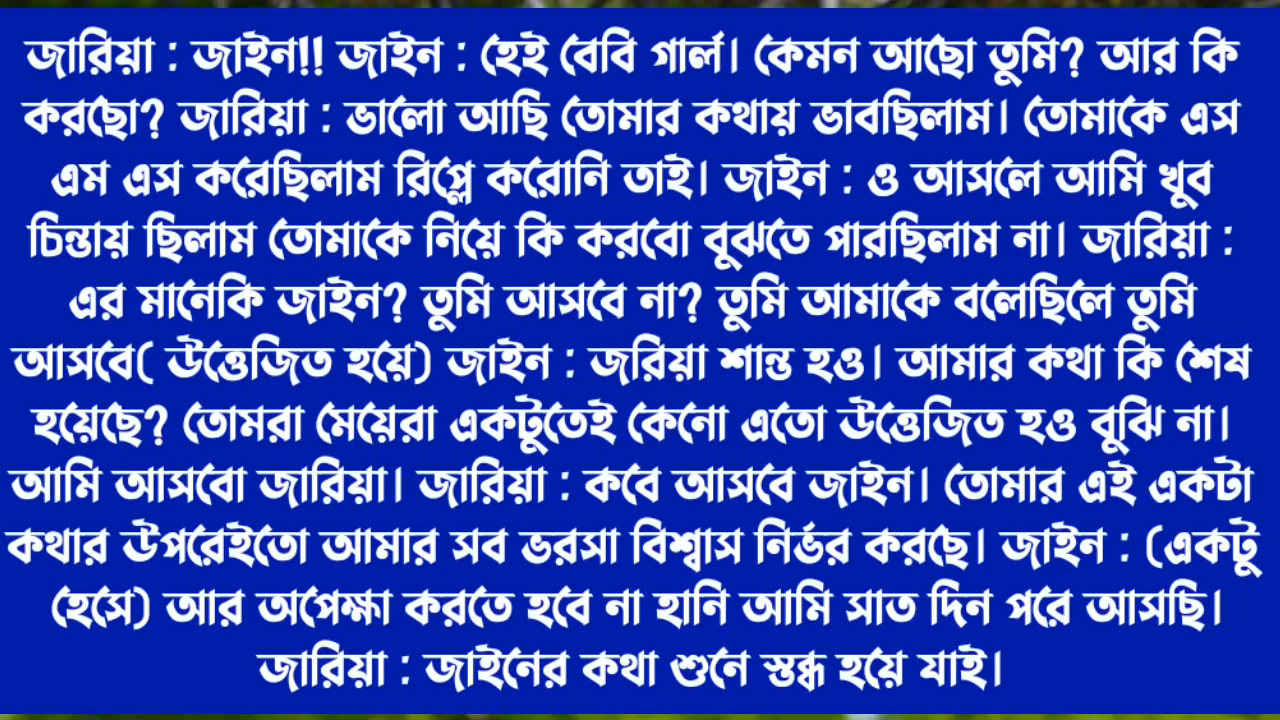 জারিয়া : জাইন!! জাইন : হেই বেবি গার্ল। কেমন আছো তুমি? আর কি
করছো? জারিয়া : ভালো আছি তোমার কথায় ভাবছিলাম। তোমাকে এস
এম এস করেছিলাম রিপ্লে করোনি তাই। জাইন : ও আসলে আমি খুব
চিন্তায় ছিলাম তোমাকে নিয়ে কি করবো বুঝতে পারছিলাম না। জারিয়া :
এর মানেকি জাইন? তুমি আসবে না? তুমি আমাকে বলেছিলে তুমি
আসবে( উত্তেজিত হয়ে) জাইন : জরিয়া শান্ত হও। আমার কথা কি শেষ
হয়েছে? তোমরা মেয়েরা একটুতেই কেনো এতো উত্তেজিত হও বুঝি না।
আমি আসবো জারিয়া। জারিয়া : কবে আসবে জাইন। তোমার এই একটা
কথার উপরেইতো আমার সব ভরসা বিশ্বাস নির্ভর করছে। জাইন : (একটু
হেসে) আর অপেক্ষা করতে হবে না হানি আমি সাত দিন পরে আসছি।
জারিয়া : জাইনের কথা শুনে স্তব্ধ হয়ে যাই।